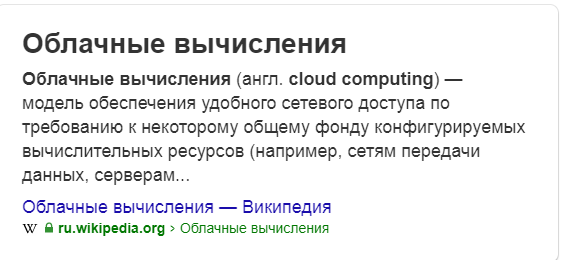 Облачные вычисления
Облачные вычисления (англ. cloud computing) —
модель обеспечения удобного сетевого доступа по
требованию к некоторому общему фонду конфигурируемых
вычислительных ресурсов (например, сетям передачи
данных, серверам...
Облачные вычисления — Википедия
W ru.wikipedia.org › Облачные вычисления